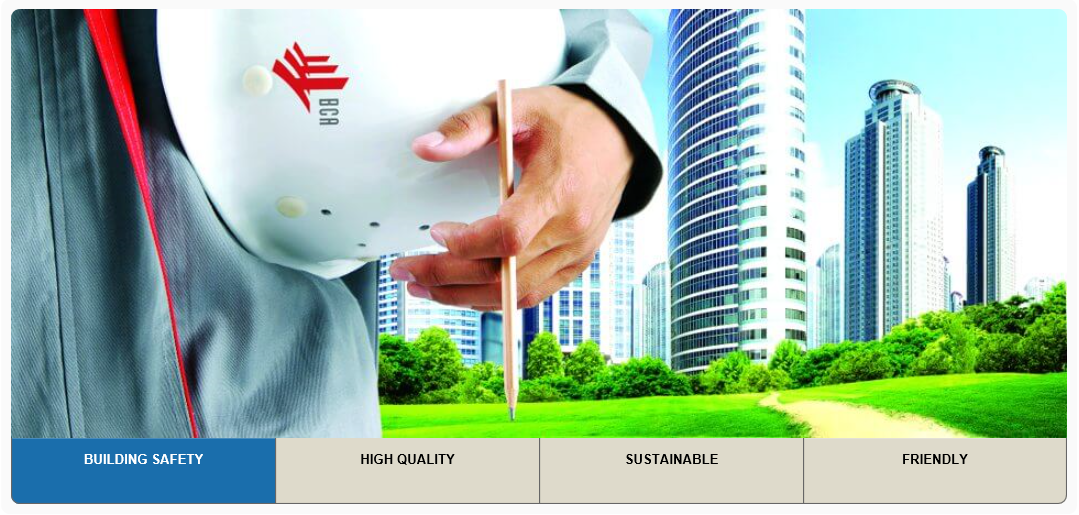 BCA
BUILDING SAFETY
HIGH QUALITY
SUSTAINABLE
FRIENDLY